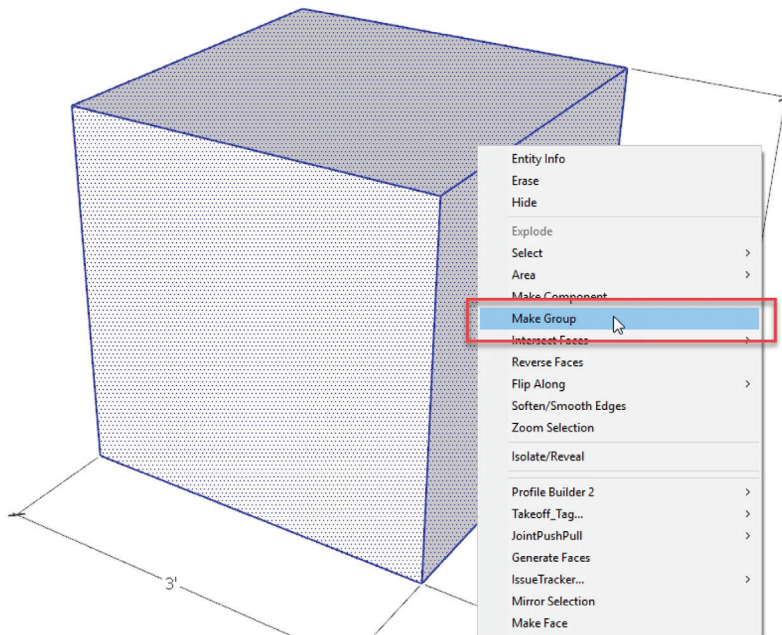 Entity Info
Erase
Hide
Explode
Select
Area
Make Component
Make Group
Intersect Faces
Reverse Faces
Flip Along
Soften/Smooth Edges
Zoom Selection
Isolate/Reveal
Profile Builder 2
Takeoff_Tag...
JointPushPull
Generate Faces
IssueTracker...
Mirror Selection
Make Face
3'